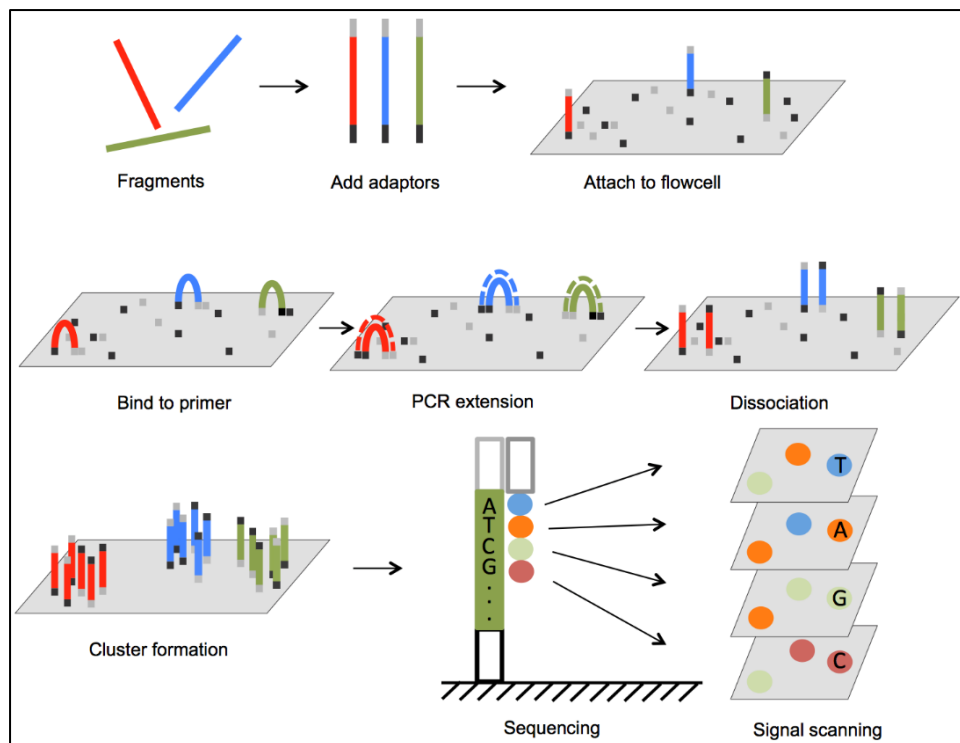 Fragments
Add adaptors
Attach to flowcell
Bind to primer
PCR extension
Dissociation
A
T
C
G
.
.
.
T
A
G
C
Cluster formation
Sequencing
Signal scanning